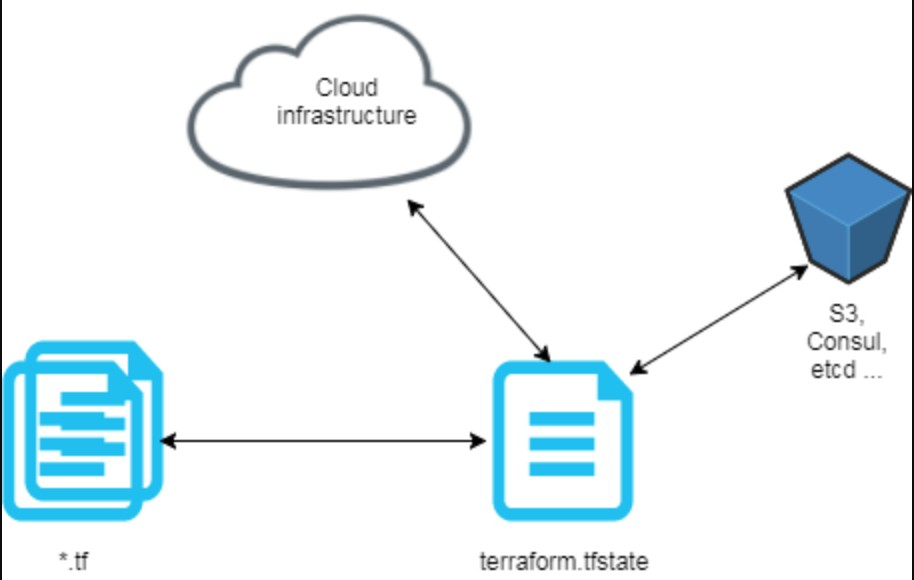 Cloud
infrastructure
S3,
Consul,
etcd ...
*.tf
terraform.tfstate